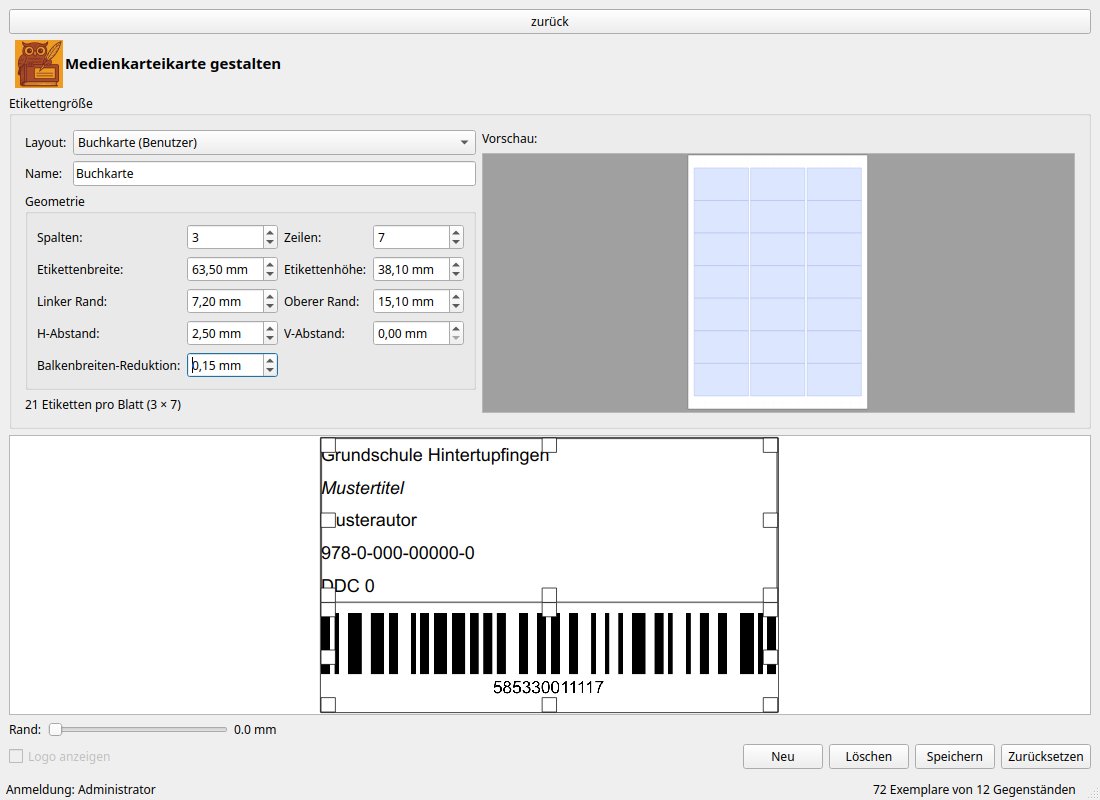 zurück
Medienkarteikarte gestalten
Etikettengröße
Layout: Buchkarte (Benutzer)
Name: Buchkarte
Geometrie
Spalten: 3 Zeilen: 7
Etikettenbreite: 63,50 mm Etikettenhöhe: 38,10 mm
Linker Rand: 7,20 mm Oberer Rand: 15,10 mm
H-Abstand: 2,50 mm V-Abstand: 0,00 mm
Balkenbreiten-Reduktion: 0,15 mm
21 Etiketten pro Blatt (3 × 7)
Vorschau:
Grundschule Hintertupfingen
Mustertitel
usterautor
978-0-000-00000-0
DDC 0
585330011117
Rand: 0.0 mm
Logo anzeigen
Neu Löschen Speichern Zurücksetzen
Anmeldung: Administrator 72 Exemplare von 12 Gegenständen